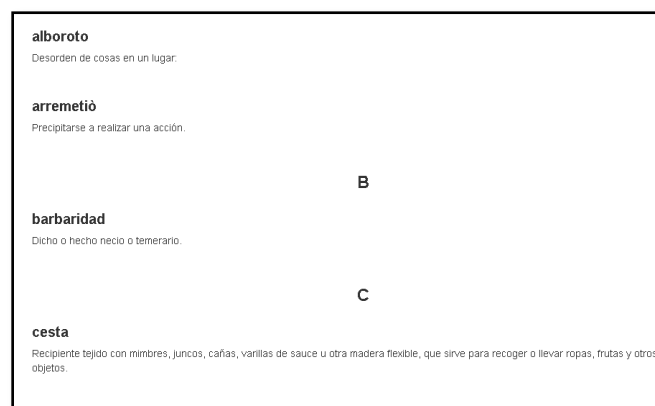 alboroto
Desorden de cosas en un lugar.
arremetiò
Precipitarse a realizar una acción.
B
barbaridad
Dicho o hecho necio o temerario.
C
cesta
Recipiente tejido con mimbres, juncos, cañas, varillas de sauce u otra madera flexible, que sirve para recoger o llevar ropas, frutas y otros
objetos.